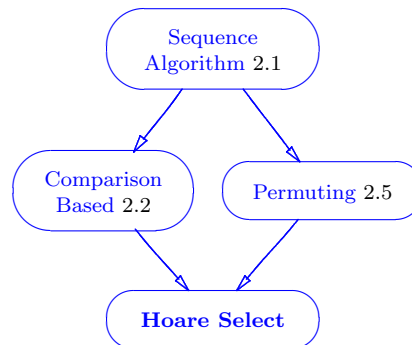 Sequence
Algorithm 2.1
Comparison
Based 2.2
Permuting 2.5
Hoare Select